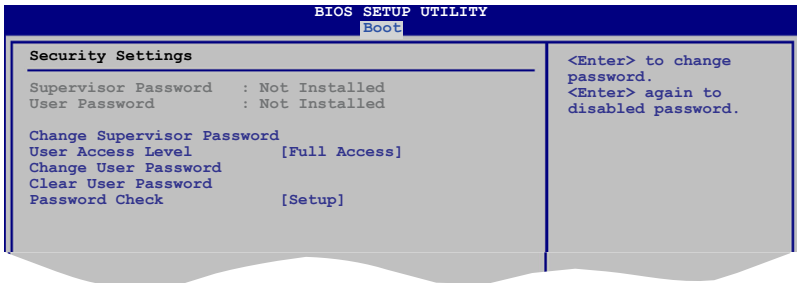 BIOS SETUP UTILITY
Boot
Security Settings
Supervisor Password : Not Installed
User Password : Not Installed
Change Supervisor Password
User Access Level [Full Access]
Change User Password
Clear User Password
Password Check [Setup]
<Enter> to change
password.
<Enter> again to
disabled password.